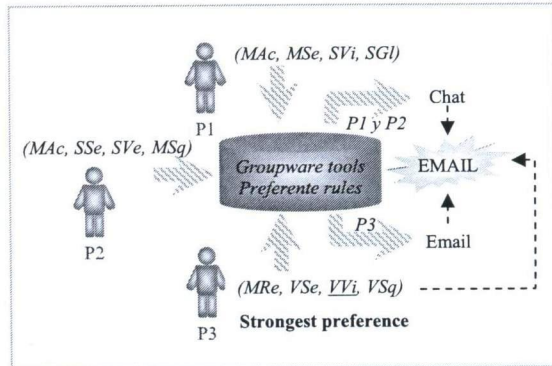 (MAc, MSe, SVi, SGl)
P1
Chat
P1 y P2
(MAc, SSe, SVe, MSq)
P2
Groupware tools
Preferente rules
EMAIL
P3
Email
(MRe, VSe, VVi, VSq)
P3
Strongest preference